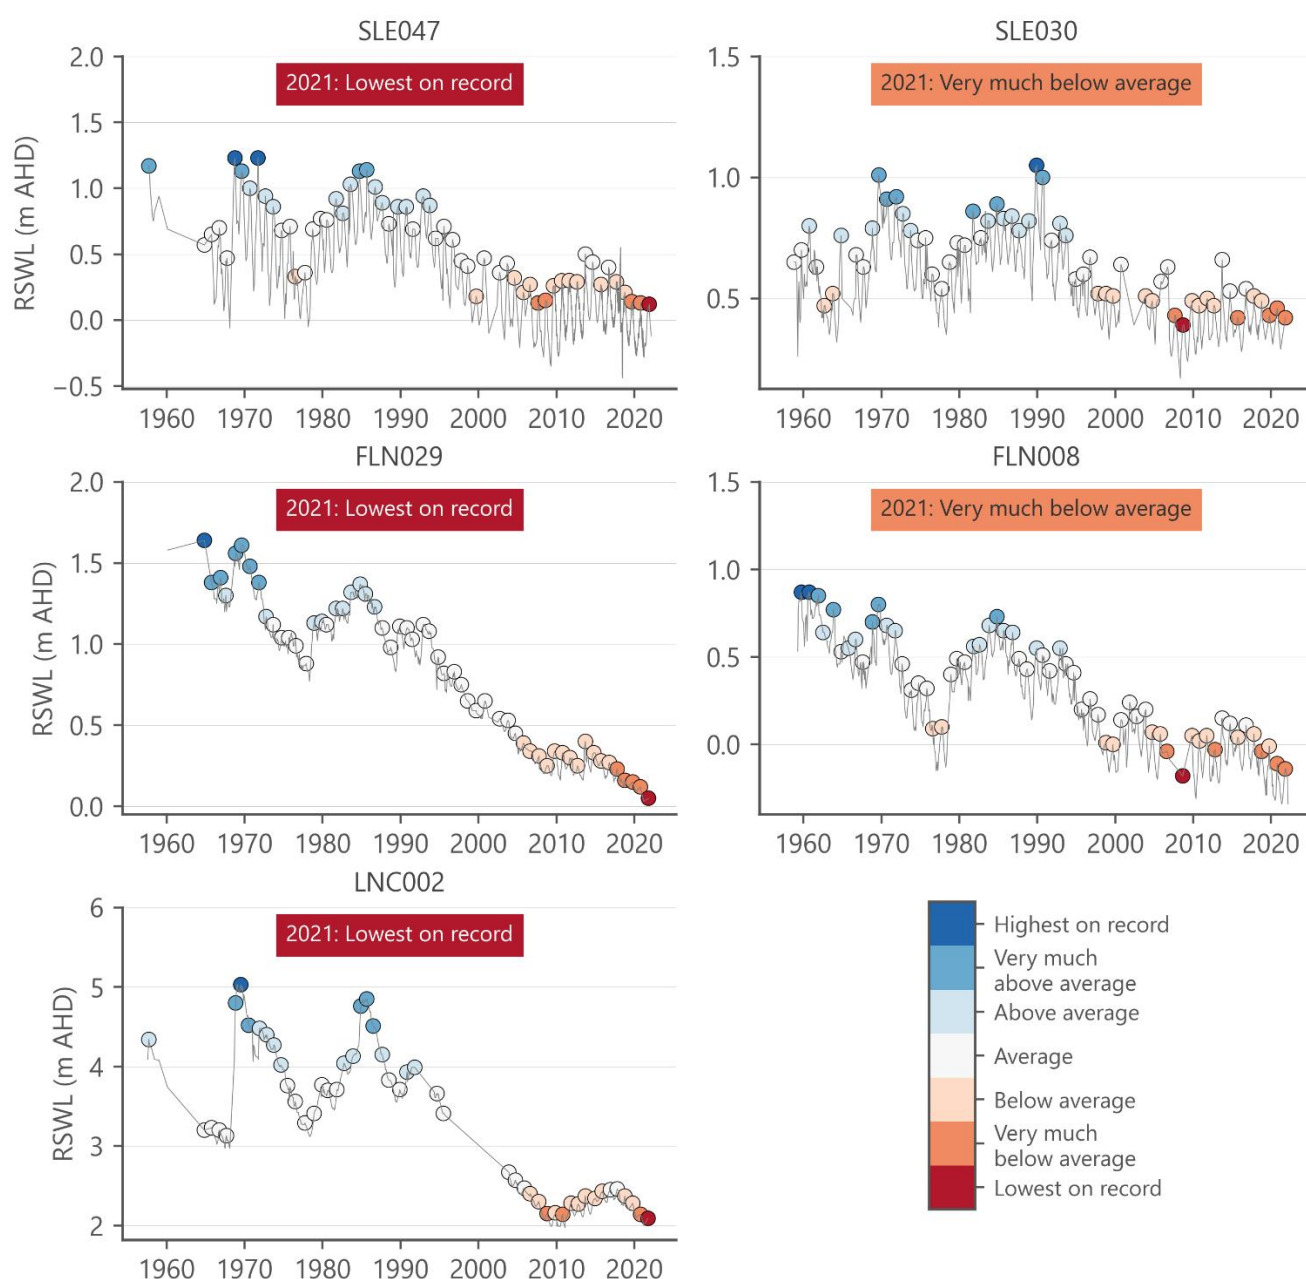 SLE047
2021: Lowest on record
RSWL (m AHD)
2.0
1.5
1.0
0.5
0.0
−0.5
1960 1970 1980 1990 2000 2010 2020
SLE030
2021: Very much below average
1.5
1.0
0.5
1960 1970 1980 1990 2000 2010 2020
FLN029
2021: Lowest on record
RSWL (m AHD)
2.0
1.5
1.0
0.5
0.0
1960 1970 1980 1990 2000 2010 2020
FLN008
2021: Very much below average
1.5
1.0
0.5
0.0
1960 1970 1980 1990 2000 2010 2020
LNC002
2021: Lowest on record
RSWL (m AHD)
6
5
4
3
2
1960 1970 1980 1990 2000 2010 2020
Highest on record
Very much
above average
Above average
Average
Below average
Very much
below average
Lowest on record